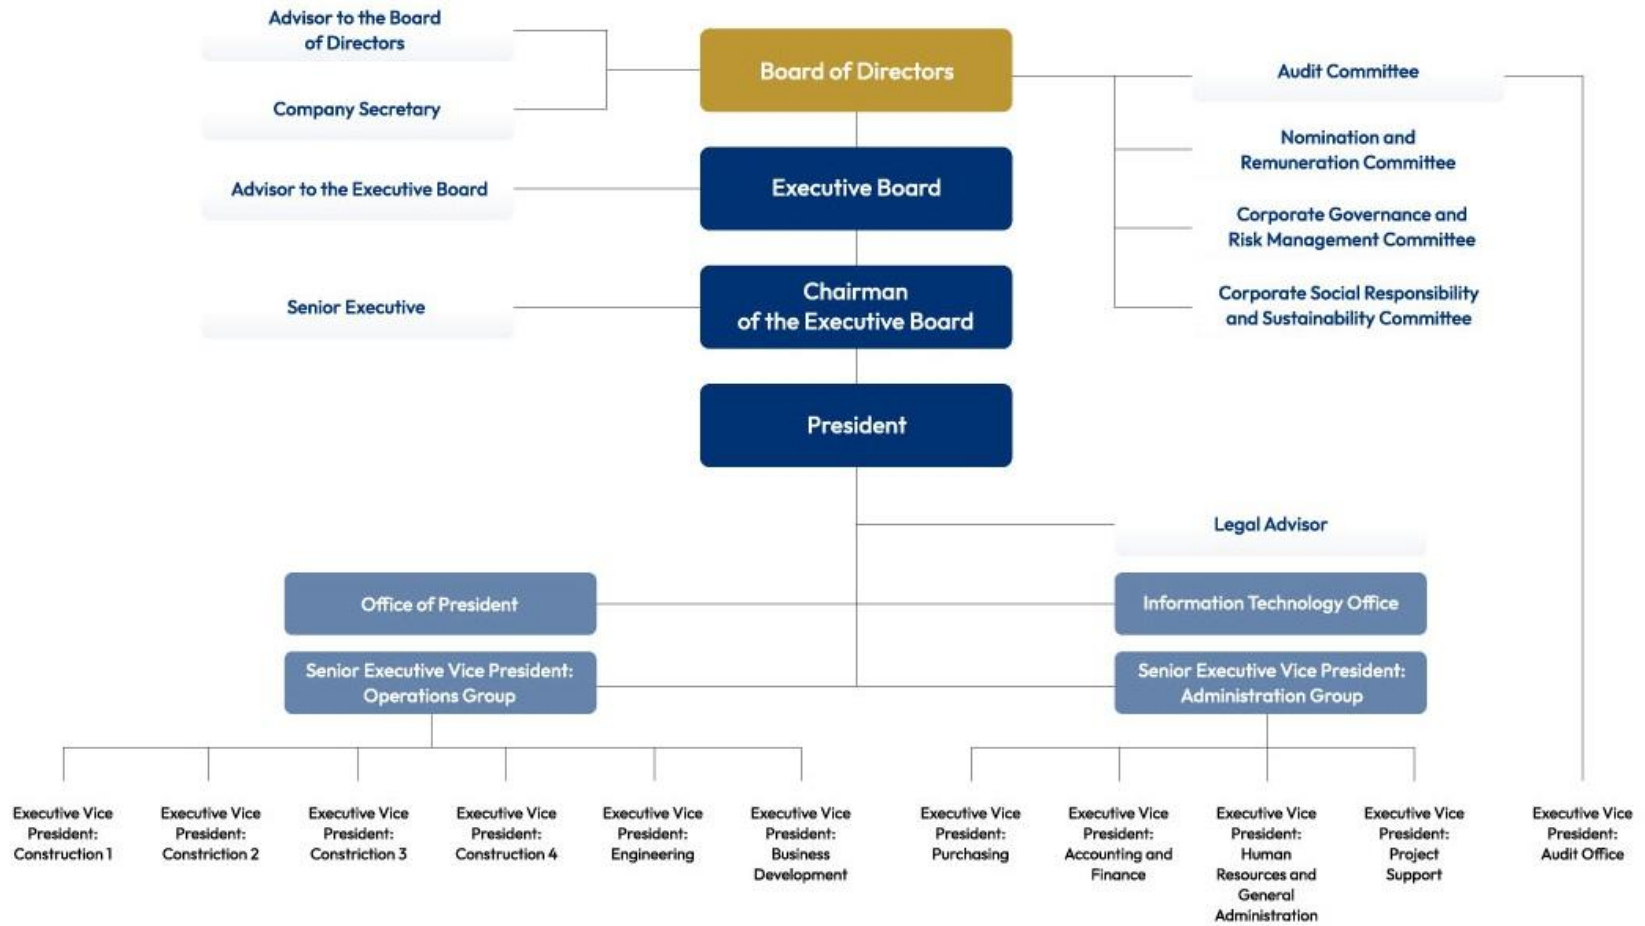 Advisor to the Board
of Directors
Company Secretary
Board of Directors
Audit Committee
Nomination and
Remuneration Committee
Advisor to the Executive Board
Executive Board
Corporate Governance and
Risk Management Committee
Senior Executive
Chairman
of the Executive Board
Corporate Social Responsibility
and Sustainability Committee
President
Legal Advisor
Office of President
Information Technology Office
Senior Executive Vice President:
Operations Group
Senior Executive Vice President:
Administration Group
Executive Vice
President:
Construction 1
Executive Vice
President:
Constriction 2
Executive Vice
President:
Constriction 3
Executive Vice
President:
Construction 4
Executive Vice
President:
Engineering
Executive Vice
President:
Business
Development
Executive Vice
President:
Purchasing
Executive Vice
President:
Accounting and
Finance
Executive Vice
President:
Human
Resources and
General
Administration
Executive Vice
President:
Project
Support
Executive Vice
President:
Audit Office